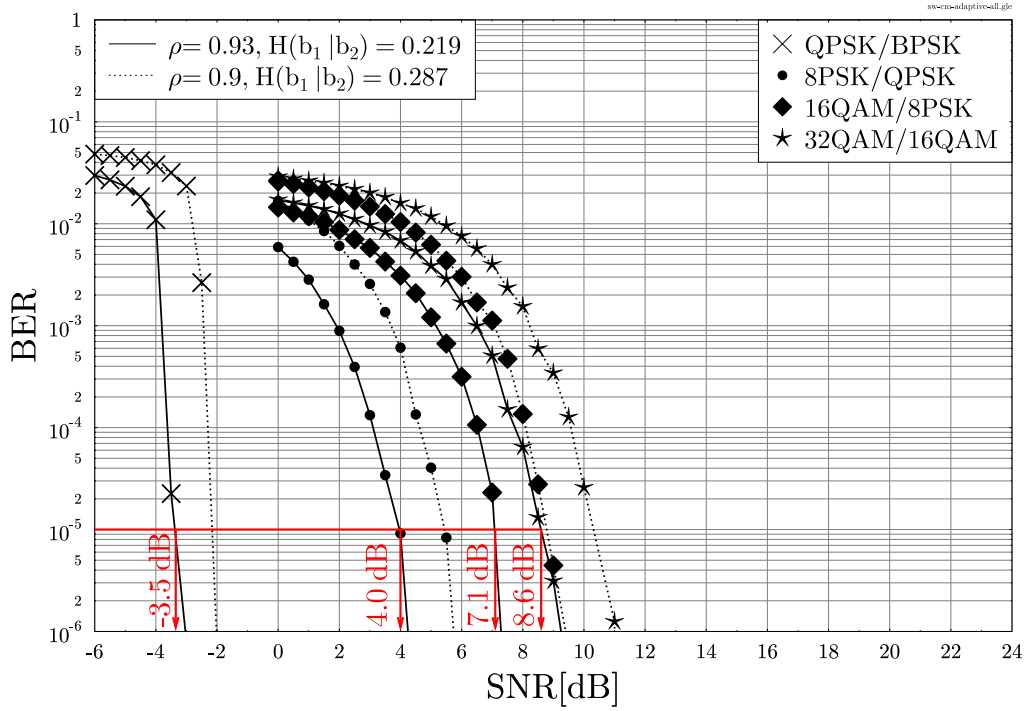 sw-cm-adaptive-all.gle
ρ= 0.93, H(b₁ |b₂) = 0.219
ρ= 0.9, H(b₁ |b₂) = 0.287
QPSK/BPSK
8PSK/QPSK
16QAM/8PSK
32QAM/16QAM
BER
1
5
2
10⁻¹
5
2
10⁻²
5
2
10⁻³
5
2
10⁻⁴
5
2
10⁻⁵
5
2
10⁻⁶
-3.5 dB
4.0 dB
7.1 dB
8.6 dB
-6 -4 -2 0 2 4 6 8 10 12 14 16 18 20 22 24
SNR[dB]